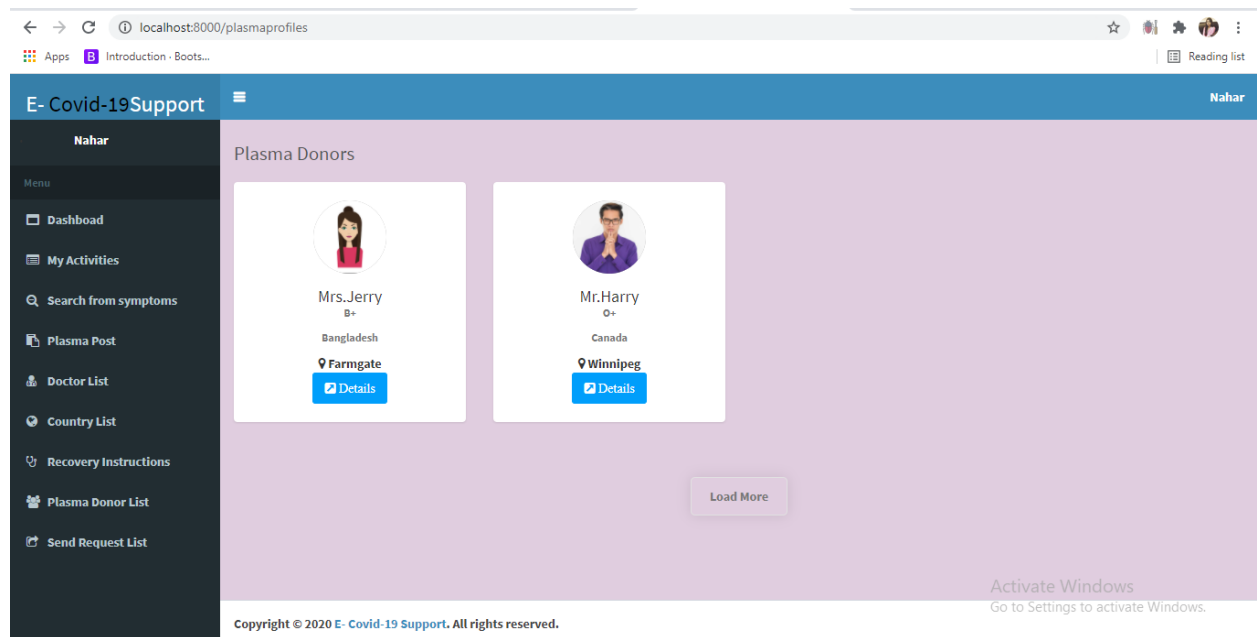 localhost:8000/plasmaprofiles
Apps B Introduction · Boots...
Reading list
E- Covid-19Support
Nahar
Nahar
Menu
Dashboad
My Activities
Search from symptoms
Plasma Post
Doctor List
Country List
Recovery Instructions
Plasma Donor List
Send Request List
Plasma Donors
Mrs.Jerry
B+
Bangladesh
Farmgate
Details
Mr.Harry
O+
Canada
Winnipeg
Details
Load More
Activate Windows
Go to Settings to activate Windows.
Copyright © 2020 E- Covid-19 Support. All rights reserved.